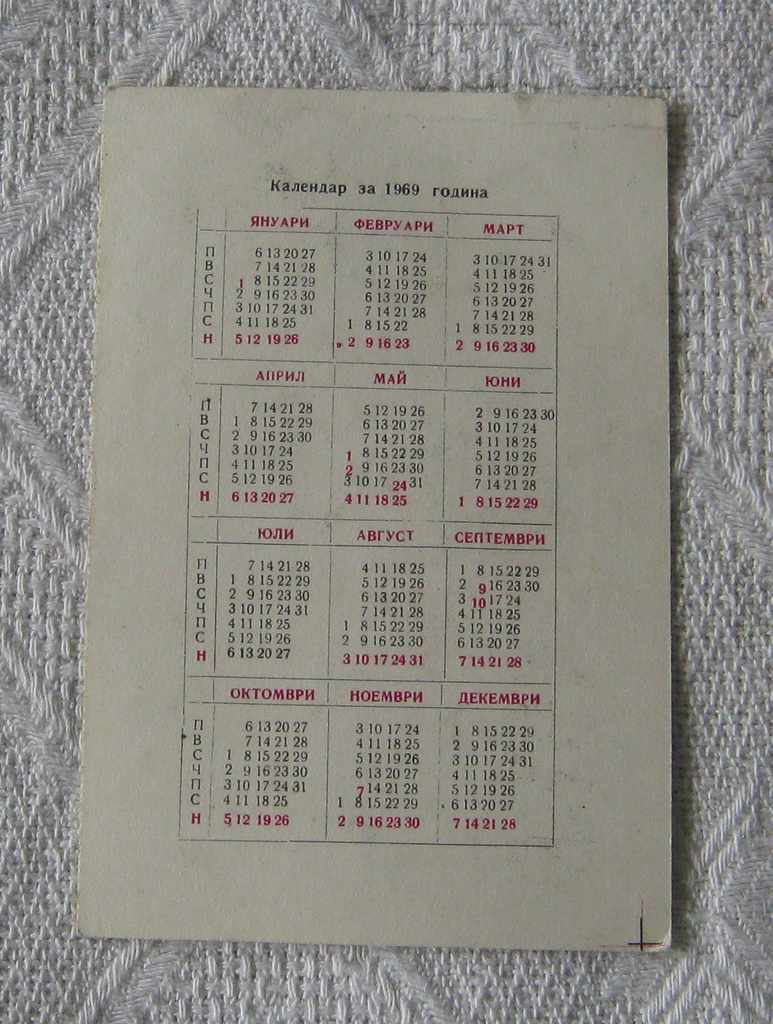 Календар за 1969 година
ЯНУАРИ ФЕВРУАРИ МАРТ
П 6 13 20 27 3 10 17 24 3 10 17 24 31
В 7 14 21 28 4 11 18 25 4 11 18 25
С 1 8 15 22 29 5 12 19 26 5 12 19 26
Ч 2 9 16 23 30 6 13 20 27 6 13 20 27
П 3 10 17 24 31 7 14 21 28 7 14 21 28
С 4 11 18 25 1 8 15 22 1 8 15 22 29
Н 5 12 19 26 2 9 16 23 2 9 16 23 30
АПРИЛ МАЙ ЮНИ
П 7 14 21 28 5 12 19 26 2 9 16 23 30
В 1 8 15 22 29 6 13 20 27 3 10 17 24
С 2 9 16 23 30 7 14 21 28 4 11 18 25
Ч 3 10 17 24 1 8 15 22 29 5 12 19 26
П 4 11 18 25 2 9 16 23 30 6 13 20 27
С 5 12 19 26 3 10 17 24 31 7 14 21 28
Н 6 13 20 27 4 11 18 25 1 8 15 22 29
ЮЛИ АВГУСТ СЕПТЕМВРИ
П 7 14 21 28 4 11 18 25 1 8 15 22 29
В 1 8 15 22 29 5 12 19 26 2 9 16 23 30
С 2 9 16 23 30 6 13 20 27 3 10 17 24
Ч 3 10 17 24 31 7 14 21 28 4 11 18 25
П 4 11 18 25 1 8 15 22 29 5 12 19 26
С 5 12 19 26 2 9 16 23 30 6 13 20 27
Н 6 13 20 27 3 10 17 24 31 7 14 21 28
ОКТОМВРИ НОЕМВРИ ДЕКЕМВРИ
П 6 13 20 27 3 10 17 24 1 8 15 22 29
В 7 14 21 28 4 11 18 25 2 9 16 23 30
С 1 8 15 22 29 5 12 19 26 3 10 17 24 31
Ч 2 9 16 23 30 6 13 20 27 4 11 18 25
П 3 10 17 24 31 7 14 21 28 5 12 19 26
С 4 11 18 25 1 8 15 22 29 6 13 20 27
Н 5 12 19 26 2 9 16 23 30 7 14 21 28